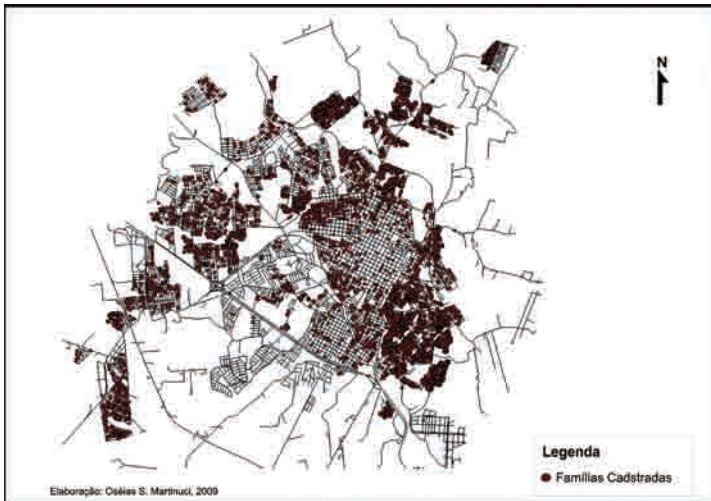 N
Legenda
Famílias Cadstradas
Elaboração: Oséias S. Martinuci, 2009